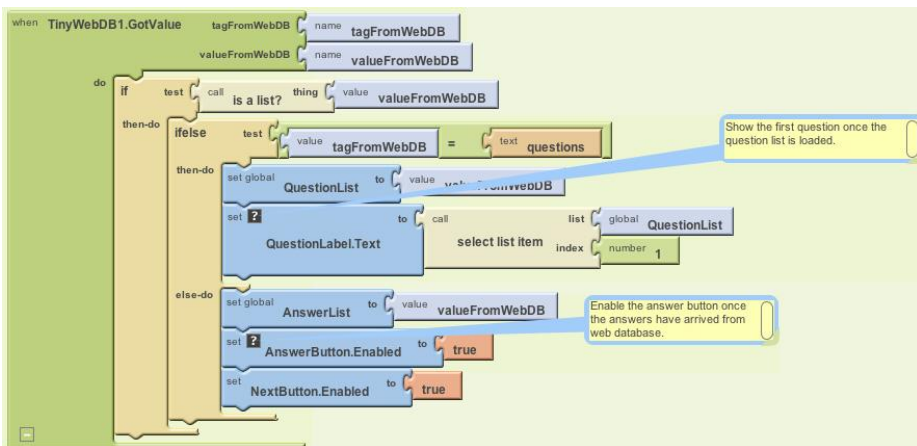 when TinyWebDB1.GotValue tagFromWebDB name tagFromWebDB
valueFromWebDB name valueFromWebDB
do if test call is a list? thing value valueFromWebDB
then-do ifelse test value tagFromWebDB = text questions
Show the first question once the
question list is loaded.
then-do set global QuestionList to value valueFromWebDB
set ? QuestionLabel.Text to call select list item list global QuestionList
index number 1
else-do set global AnswerList to value valueFromWebDB
Enable the answer button once
the answers have arrived from
web database.
set ? AnswerButton.Enabled to true
set NextButton.Enabled to true